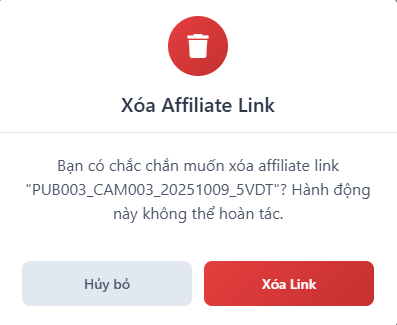 Xóa Affiliate Link
Bạn có chắc chắn muốn xóa affiliate link
"PUB003_CAM003_20251009_5VDT"? Hành động
này không thể hoàn tác.
Hủy bỏ
Xóa Link